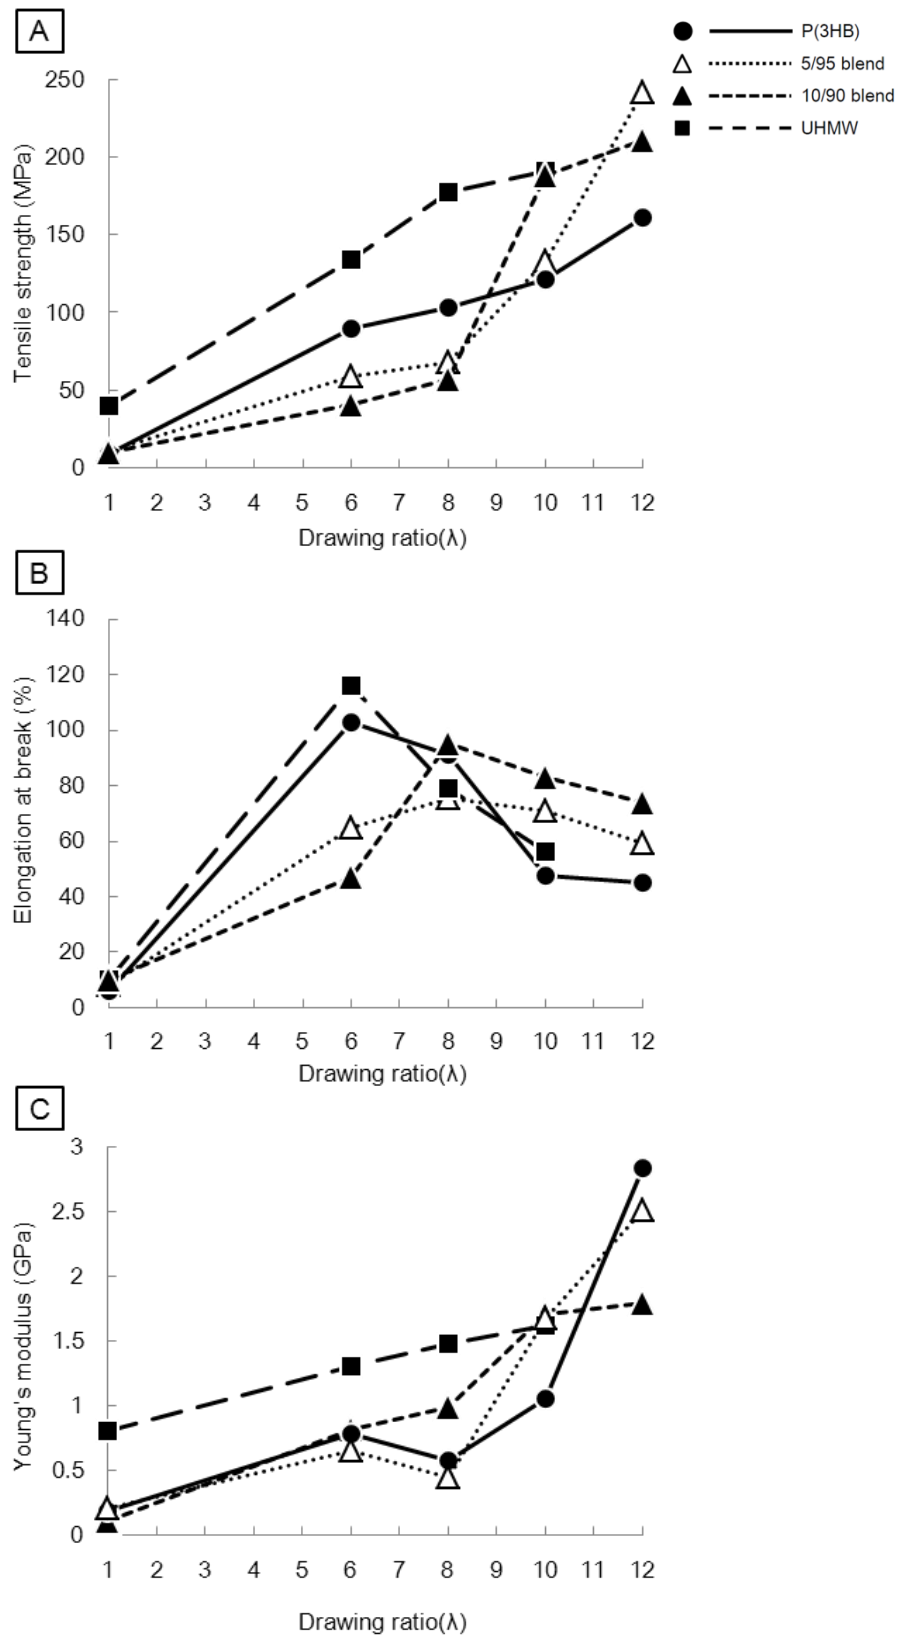 A
P(3HB)
5/95 blend
10/90 blend
UHMW
Tensile strength (MPa)
250
200
150
100
50
0
1 2 3 4 5 6 7 8 9 10 11 12
Drawing ratio(λ)
B
Elongation at break (%)
140
120
100
80
60
40
20
0
1 2 3 4 5 6 7 8 9 10 11 12
Drawing ratio(λ)
C
Young's modulus (GPa)
3
2.5
2
1.5
1
0.5
0
1 2 3 4 5 6 7 8 9 10 11 12
Drawing ratio(λ)